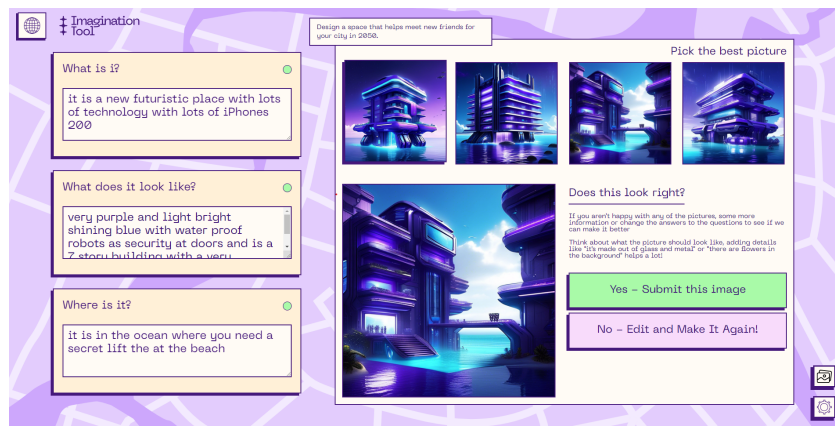 Imagination
Tool
Design a space that helps meet new friends for
your city in 2050.
What is i?
it is a new futuristic place with lots
of technology with lots of iPhones
200
What does it look like?
very purple and light bright
shining blue with water proof
robots as security at doors and is a
7 story building with a very
Where is it?
it is in the ocean where you need a
secret lift the at the beach
Pick the best picture
Does this look right?
If you aren't happy with any of the pictures, some more
information or change the answers to the questions to see if we
can make it better
Think about what the picture should look like, adding details
like "it's made out of glass and metal" or "there are flowers in
the background" helps a lot!
Yes - Submit this image
No - Edit and Make It Again!